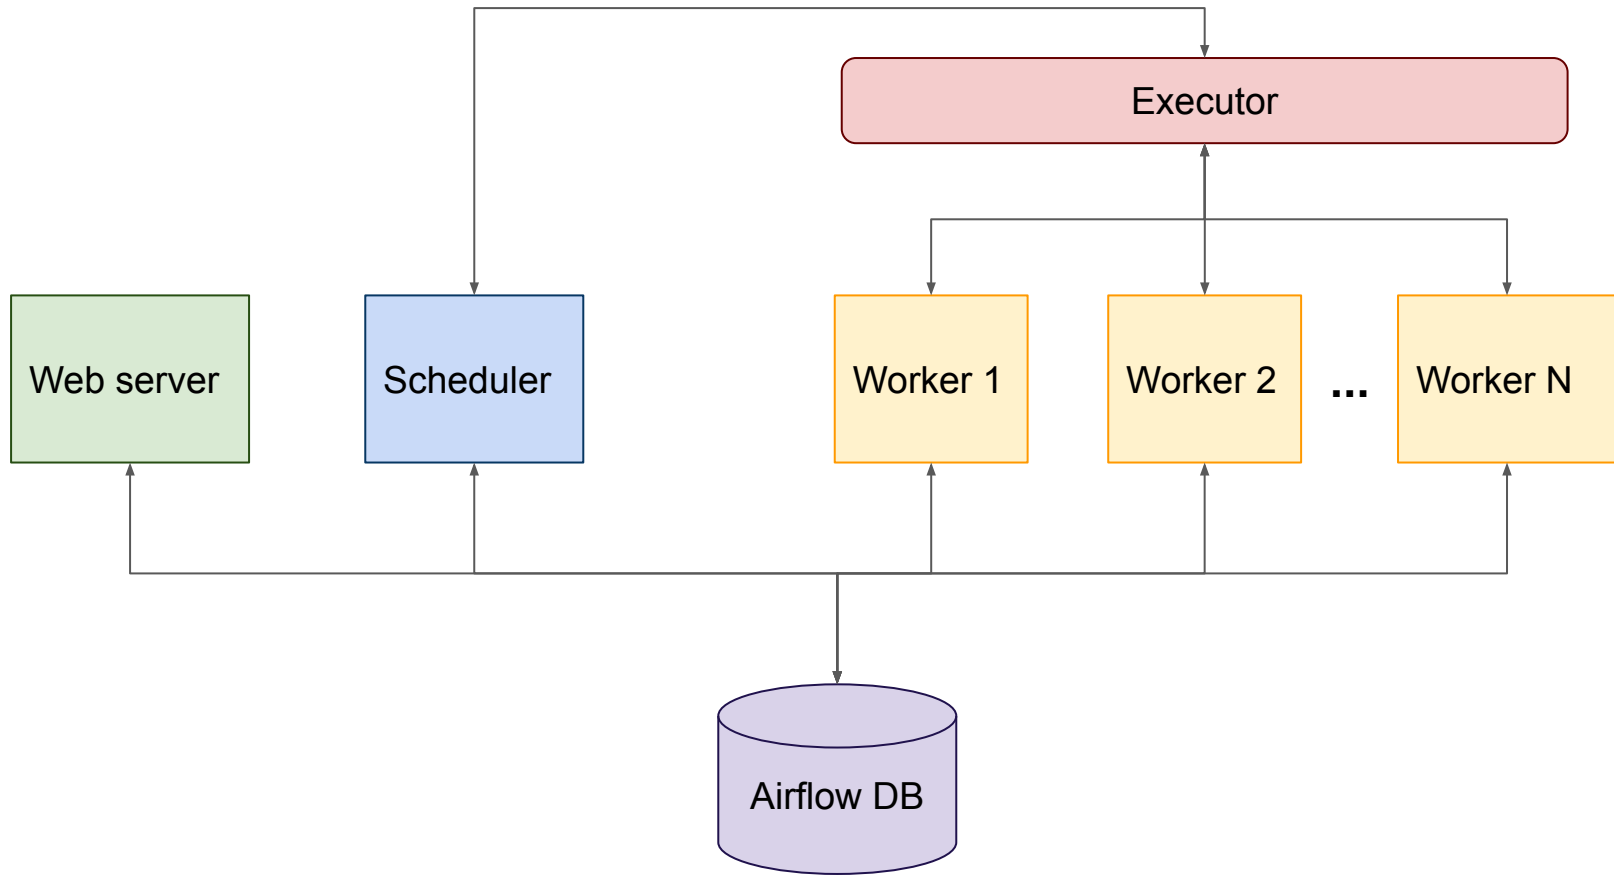 Executor
Web server
Scheduler
Worker 1
Worker 2
...
Worker N
Airflow DB